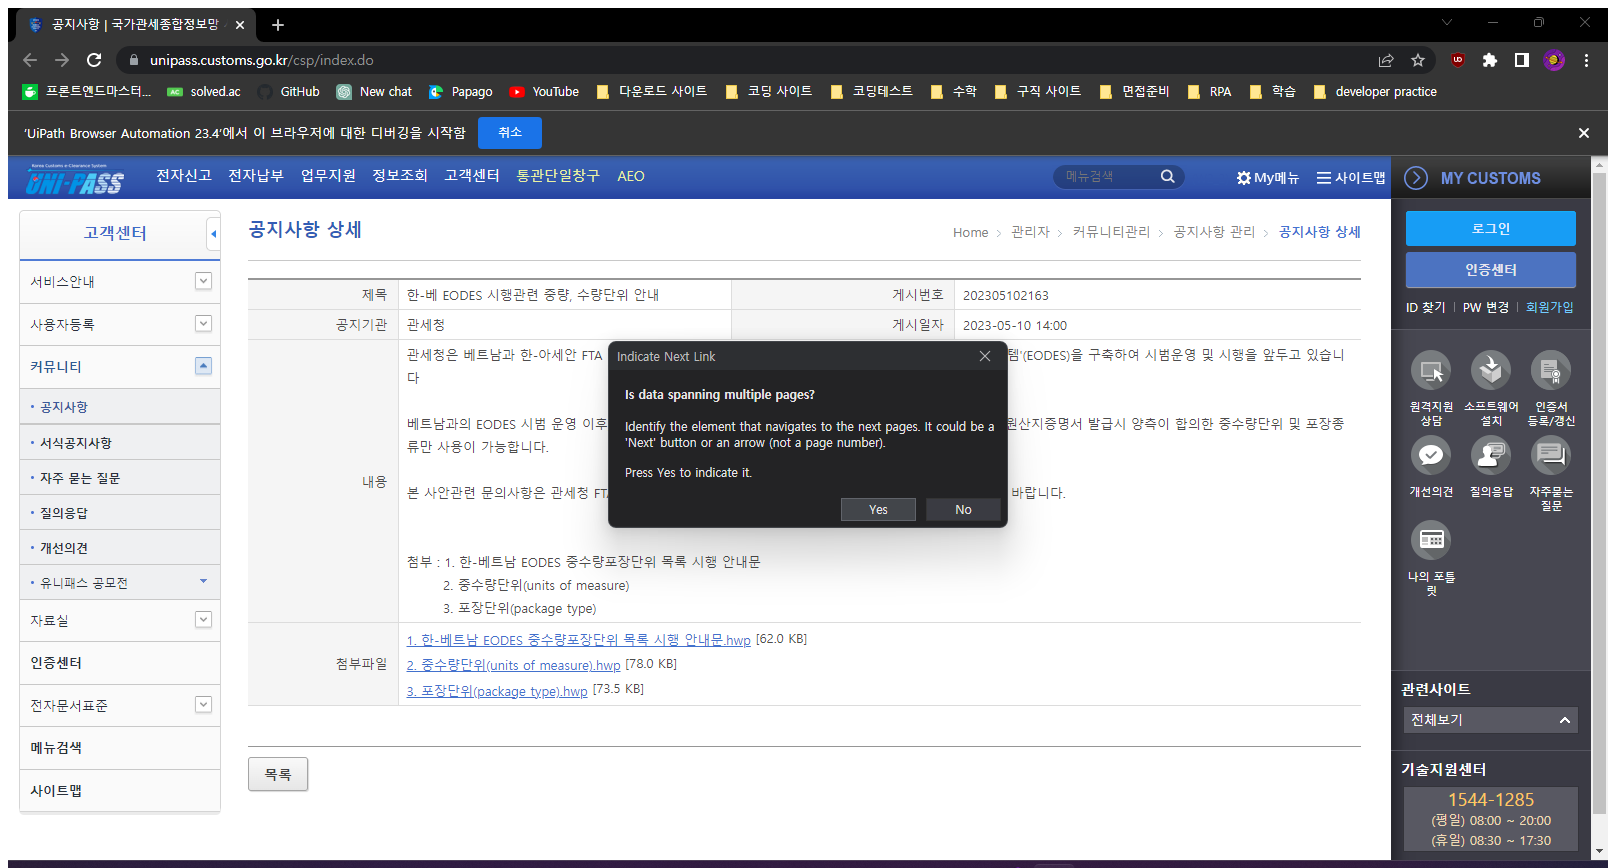 공지사항 | 국가관세종합정보망
unipass.customs.go.kr/csp/index.do
프론트엔드마스터... solved.ac GitHub New chat Papago YouTube 다운로드 사이트 코딩 사이트 코딩테스트 수학 구직 사이트 면접준비 RPA 학습 developer practice
'UiPath Browser Automation 23.4'에서 이 브라우저에 대한 디버깅을 시작함 취소
Korea Customs e-Clearance System
UNI-PASS
전자신고 전자납부 업무지원 정보조회 고객센터 통관단일창구 AEO 메뉴검색 My메뉴 사이트맵
MY CUSTOMS
고객센터
서비스안내
사용자등록
커뮤니티
· 공지사항
· 서식공지사항
· 자주 묻는 질문
· 질의응답
· 개선의견
· 유니패스 공모전
자료실
인증센터
전자문서표준
메뉴검색
사이트맵
공지사항 상세
Home > 관리자 > 커뮤니티관리 > 공지사항 관리 > 공지사항 상세
제목 한-베 EODES 시행관련 중량, 수량단위 안내 게시번호 202305102163
공지기관 관세청 게시일자 2023-05-10 14:00
내용
관세청은 베트남과 한-아세안 FTA 템'(EODES)을 구축하여 시범운영 및 시행을 앞두고 있습니
다
베트남과의 EODES 시범 운영 이후 원산지증명서 발급시 양측이 합의한 중수량단위 및 포장종
류만 사용이 가능합니다.
본 사안관련 문의사항은 관세청 FT 바랍니다.
첨부 : 1. 한-베트남 EODES 중수량포장단위 목록 시행 안내문
2. 중수량단위(units of measure)
3. 포장단위(package type)
첨부파일
1. 한-베트남 EODES 중수량포장단위 목록 시행 안내문.hwp [62.0 KB]
2. 중수량단위(units of measure).hwp [78.0 KB]
3. 포장단위(package type).hwp [73.5 KB]
목록
Indicate Next Link
Is data spanning multiple pages?
Identify the element that navigates to the next pages. It could be a
'Next' button or an arrow (not a page number).
Press Yes to indicate it.
Yes No
로그인
인증센터
ID 찾기 | PW 변경 | 회원가입
원격지원
상담
소프트웨어
설치
인증서
등록/갱신
개선의견
질의응답
자주묻는
질문
나의 포틀
릿
관련사이트
전체보기
기술지원센터
1544-1285
(평일) 08:00 ~ 20:00
(휴일) 08:30 ~ 17:30